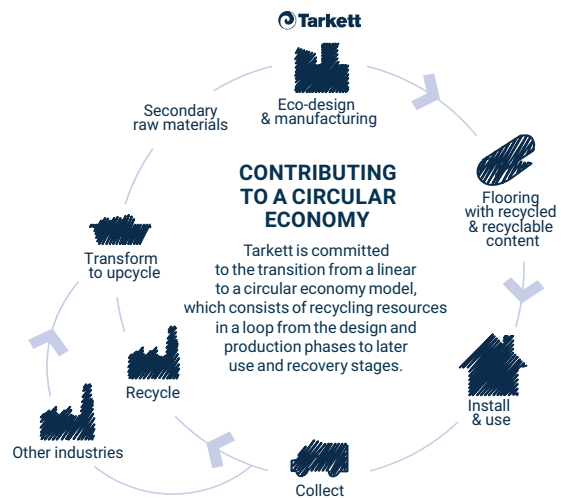 Tarkett
Eco-design
& manufacturing
Secondary
raw materials
CONTRIBUTING
TO A CIRCULAR
ECONOMY
Tarkett is committed
to the transition from a linear
to a circular economy model,
which consists of recycling resources
in a loop from the design and
production phases to later
use and recovery stages.
Flooring
with recycled
& recyclable
content
Transform
to upcycle
Recycle
Install
& use
Other industries
Collect